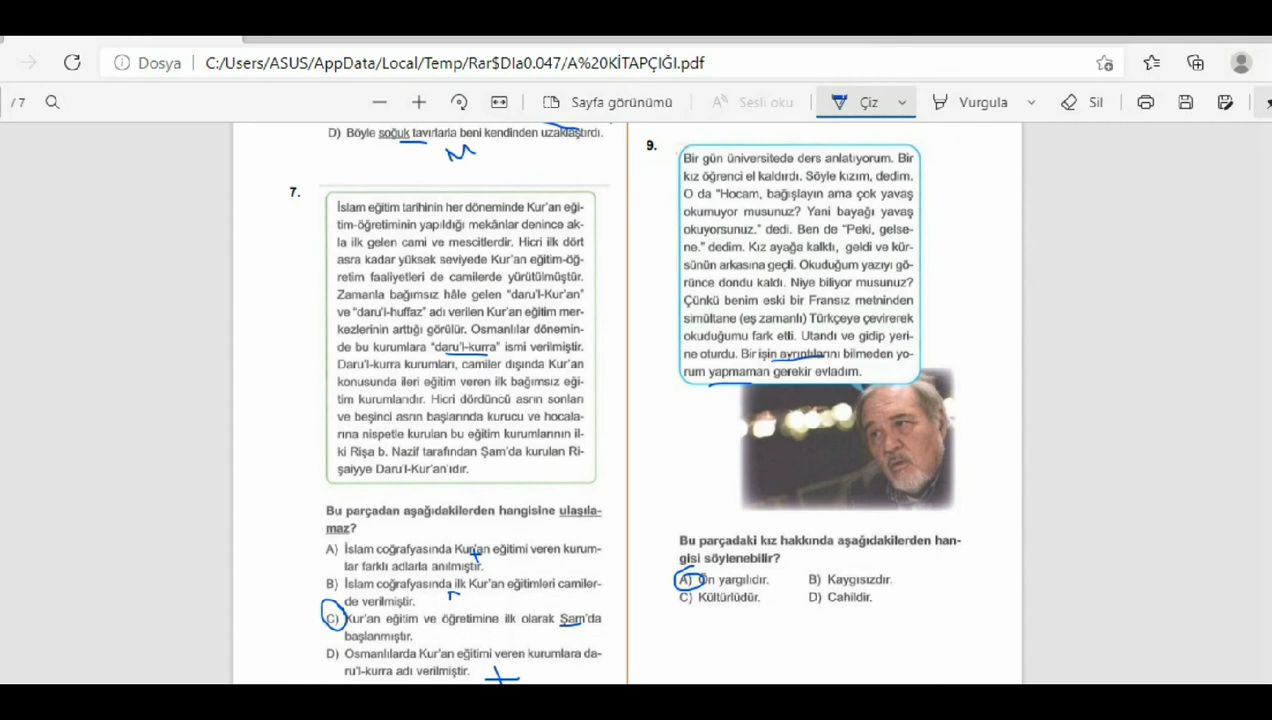 Dosya
C:/Users/ASUS/AppData/Local/Temp/Rar$DIa0.047/A%20KİTAPÇIĞI.pdf
/ 7
Sayfa görünümü
Sesli oku
Çiz
Vurgula
Sil
D) Böyle soğuk tavırlarla beni kendinden uzaklaştırdı.
M
7.
İslam eğitim tarihinin her döneminde Kur'an eği-
tim-öğretiminin yapıldığı mekânlar denince ak-
la ilk gelen cami ve mescitlerdir. Hicri ilk dört
asra kadar yüksek seviyede Kur'an eğitim-öğ-
retim faaliyetleri de camilerde yürütülmüştür.
Zamanla bağımsız hâle gelen "daru'l-Kur'an"
ve "daru'l-huffaz" adı verilen Kur'an eğitim mer-
kezlerinin arttığı görülür. Osmanlılar dönemin-
de bu kurumlara "daru'l-kurra" ismi verilmiştir.
Daru'l-kurra kurumları, camiler dışında Kur'an
konusunda ileri eğitim veren ilk bağımsız eği-
tim kurumlarıdır. Hicri dördüncü asrın sonları
ve beşinci asrın başlarında kurucu ve hocala-
rına nispetle kurulan bu eğitim kurumlarının il-
ki Rişa b. Nazif tarafından Şam'da kurulan Ri-
şaiyye Daru'l-Kur'an'ıdır.
Bu parçadan aşağıdakilerden hangisine ulaşıla-
maz?
A) İslam coğrafyasında Kur'an eğitimi veren kurum-
lar farklı adlarla anılmıştır.
B) İslam coğrafyasında ilk Kur'an eğitimleri camiler-
de verilmiştir.
C) Kur'an eğitim ve öğretimine ilk olarak Şam'da
başlanmıştır.
D) Osmanlılarda Kur'an eğitimi veren kurumlara da-
ru'l-kurra adı verilmiştir.
9.
Bir gün üniversitede ders anlatıyorum. Bir
kız öğrenci el kaldırdı. Söyle kızım, dedim.
O da "Hocam, bağışlayın ama çok yavaş
okumuyor musunuz? Yani bayağı yavaş
okuyorsunuz." dedi. Ben de "Peki, gelse-
ne." dedim. Kız ayağa kalktı, geldi ve kür-
sünün arkasına geçti. Okuduğum yazıyı gö-
rünce dondu kaldı. Niye biliyor musunuz?
Çünkü benim eski bir Fransız metninden
simültane (eş zamanlı) Türkçeye çevirerek
okuduğumu fark etti. Utandı ve gidip yeri-
ne oturdu. Bir işin ayrıntılarını bilmeden yo-
rum yapmaman gerekir evladım.
Bu parçadaki kız hakkında aşağıdakilerden han-
gisi söylenebilir?
A) Ön yargılıdır. B) Kaygısızdır.
C) Kültürlüdür. D) Cahildir.